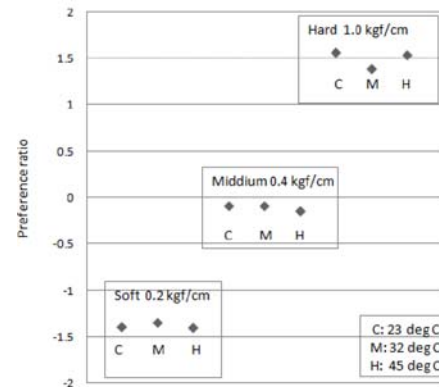 2
Hard 1.0 kgf/cm
1.5
C M H
1
0.5
Preference ratio
Middium 0.4 kgf/cm
0
C M H
-0.5
-1
Soft 0.2 kgf/cm
-1.5
C M H
C: 23 deg C
M: 32 deg C
H: 45 deg C
-2